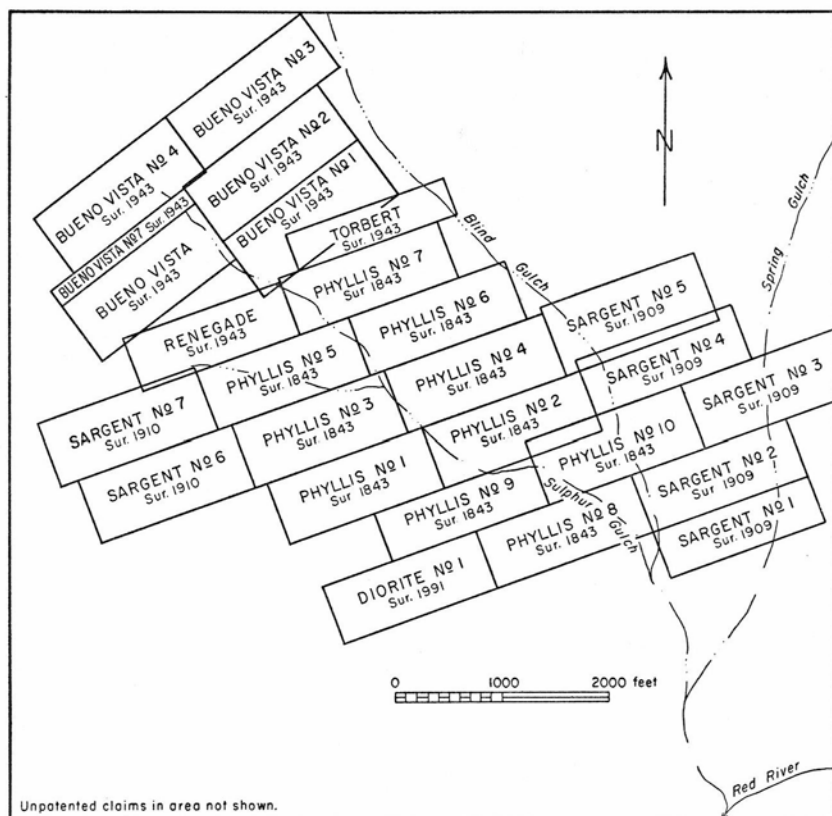 BUENO VISTA Nº 3
Sur. 1943
BUENO VISTA Nº 4
Sur. 1943
BUENO VISTA Nº 2
Sur. 1943
BUENO VISTA Nº 1
Sur. 1943
BUENO VISTA Nº 7 Sur. 1943
BUENO VISTA
Sur. 1943
N
TORBERT
Sur. 1943
Blind Gulch
Spring Gulch
PHYLLIS Nº 7
Sur. 1843
RENEGADE
Sur. 1943
PHYLLIS Nº 6
Sur. 1843
SARGENT Nº 5
Sur. 1909
PHYLLIS Nº 5
Sur. 1843
PHYLLIS Nº 4
Sur. 1843
SARGENT Nº 4
Sur. 1909
SARGENT Nº 3
Sur. 1909
SARGENT Nº 7
Sur. 1910
PHYLLIS Nº 3
Sur. 1843
PHYLLIS Nº 2
Sur. 1843
PHYLLIS Nº 10
Sur. 1843
SARGENT Nº 6
Sur. 1910
PHYLLIS Nº 1
Sur 1843
SARGENT Nº 2
Sur 1909
PHYLLIS Nº 9
Sur. 1843
Sulphur Gulch
PHYLLIS Nº 8
Sur. 1843
SARGENT Nº 1
Sur. 1909
DIORITE Nº 1
Sur. 1991
0 1000 2000 feet
Red River
Unpatented claims in area not shown.